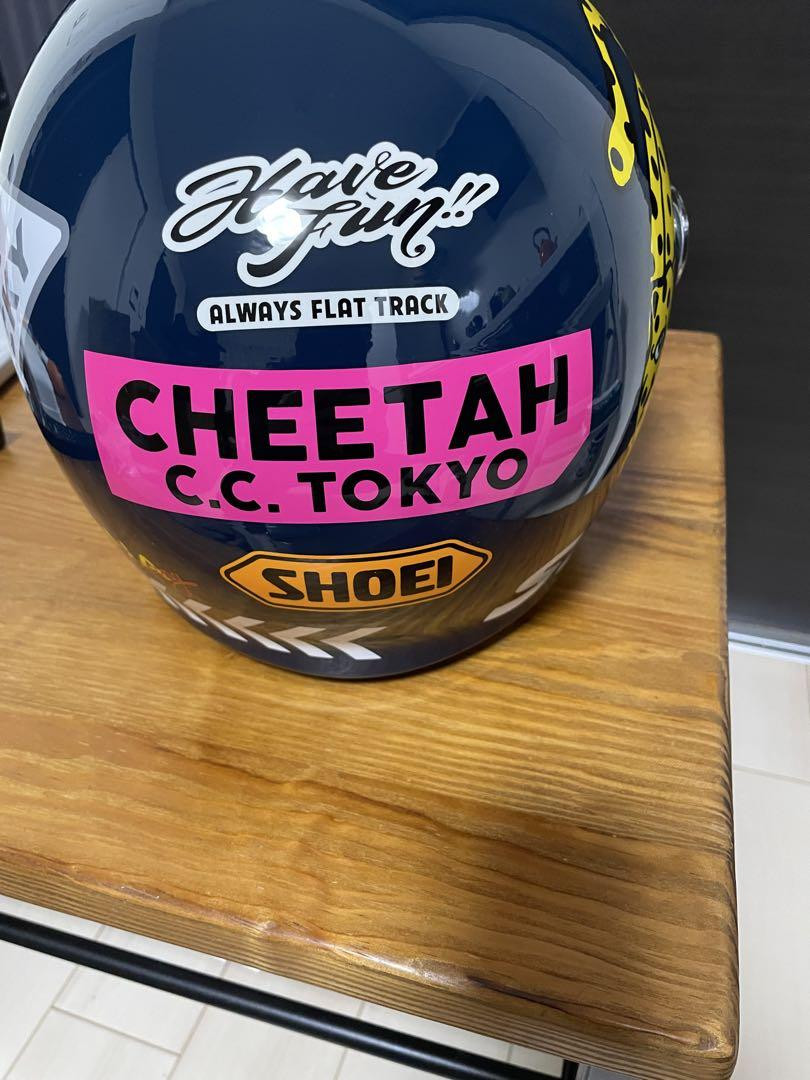 Have
Fun!!
ALWAYS FLAT TRACK
CHEETAH
C.C. TOKYO
SHOEI